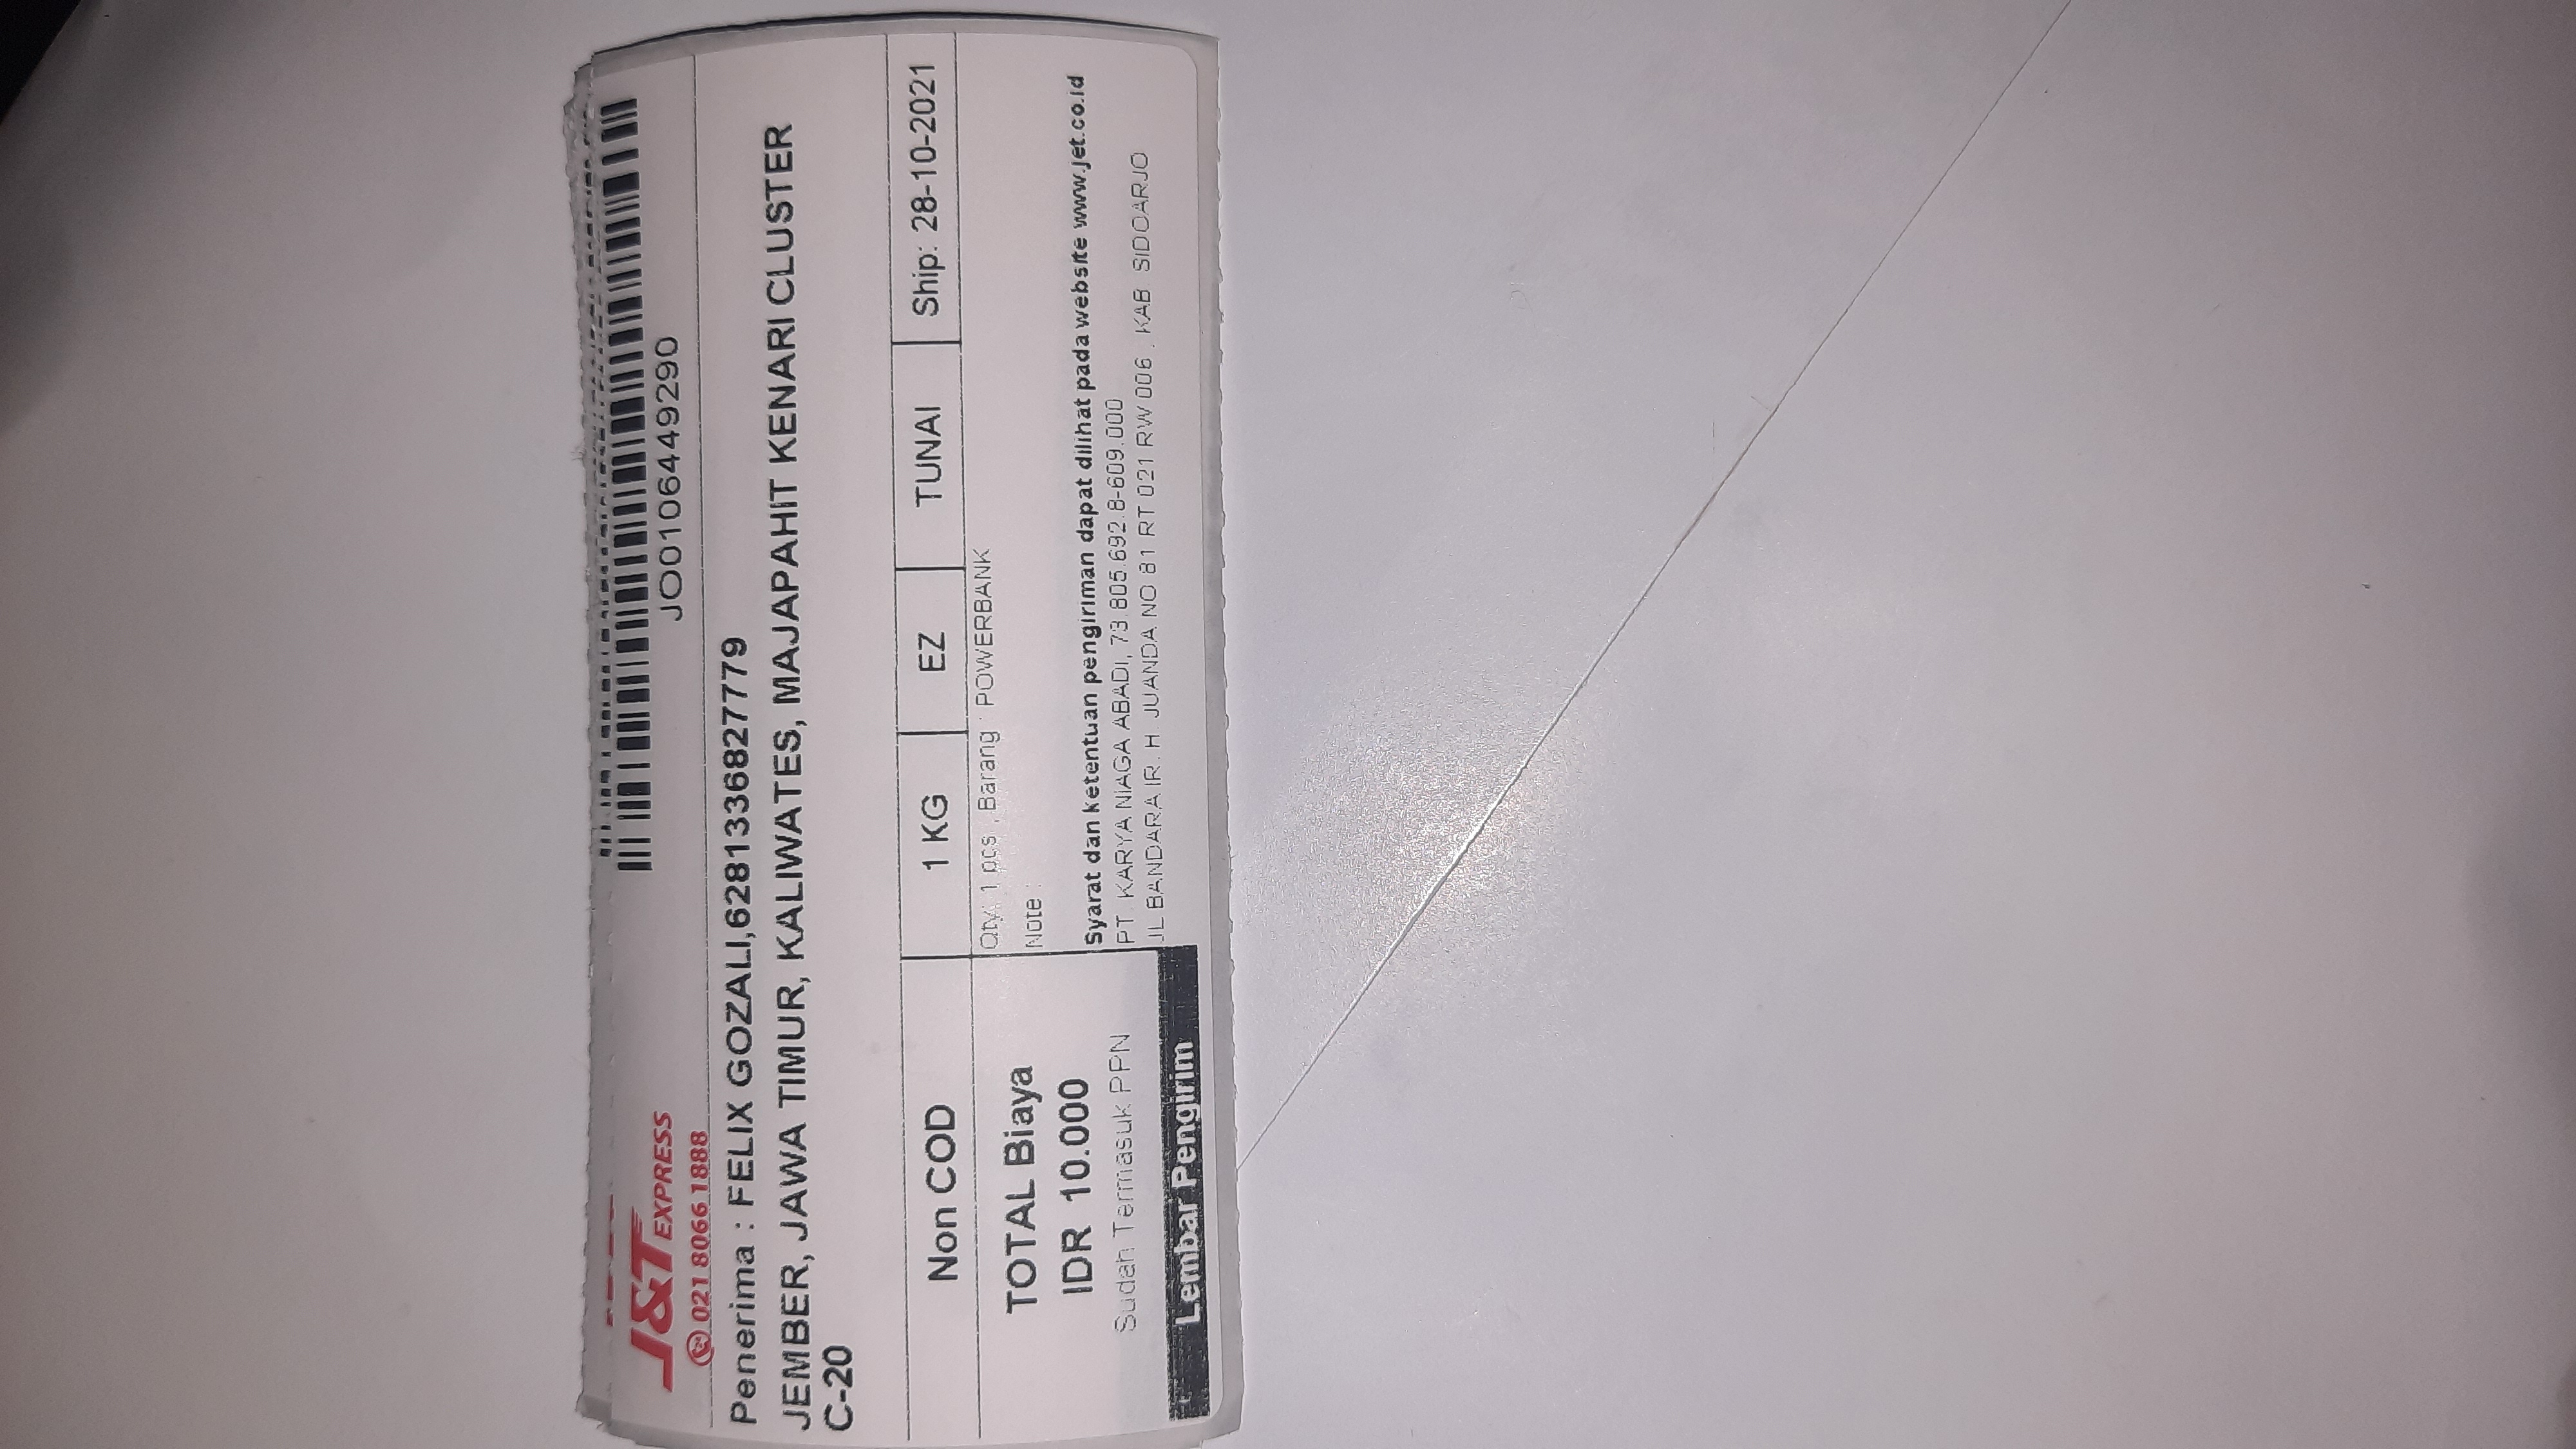 J&T EXPRESS
021 8066 1888
JO0106449290
Penerima : FELIX GOZALI,6281336827779
JEMBER, JAWA TIMUR, KALIWATES, MAJAPAHIT KENARI CLUSTER
C-20
Non COD 1 KG EZ TUNAI Ship: 28-10-2021
TOTAL Biaya
IDR 10.000
Sudah Termasuk PPN
Lembar Pengirim
Qty: 1 pcs , Barang : POWERBANK
Note :
Syarat dan ketentuan pengiriman dapat dilihat pada website www.jet.co.id
PT. KARYA NIAGA ABADI, 73.805.692.8-609.000
JL BANDARA IR. H. JUANDA NO 81 RT 021 RW 006 , KAB. SIDOARJO